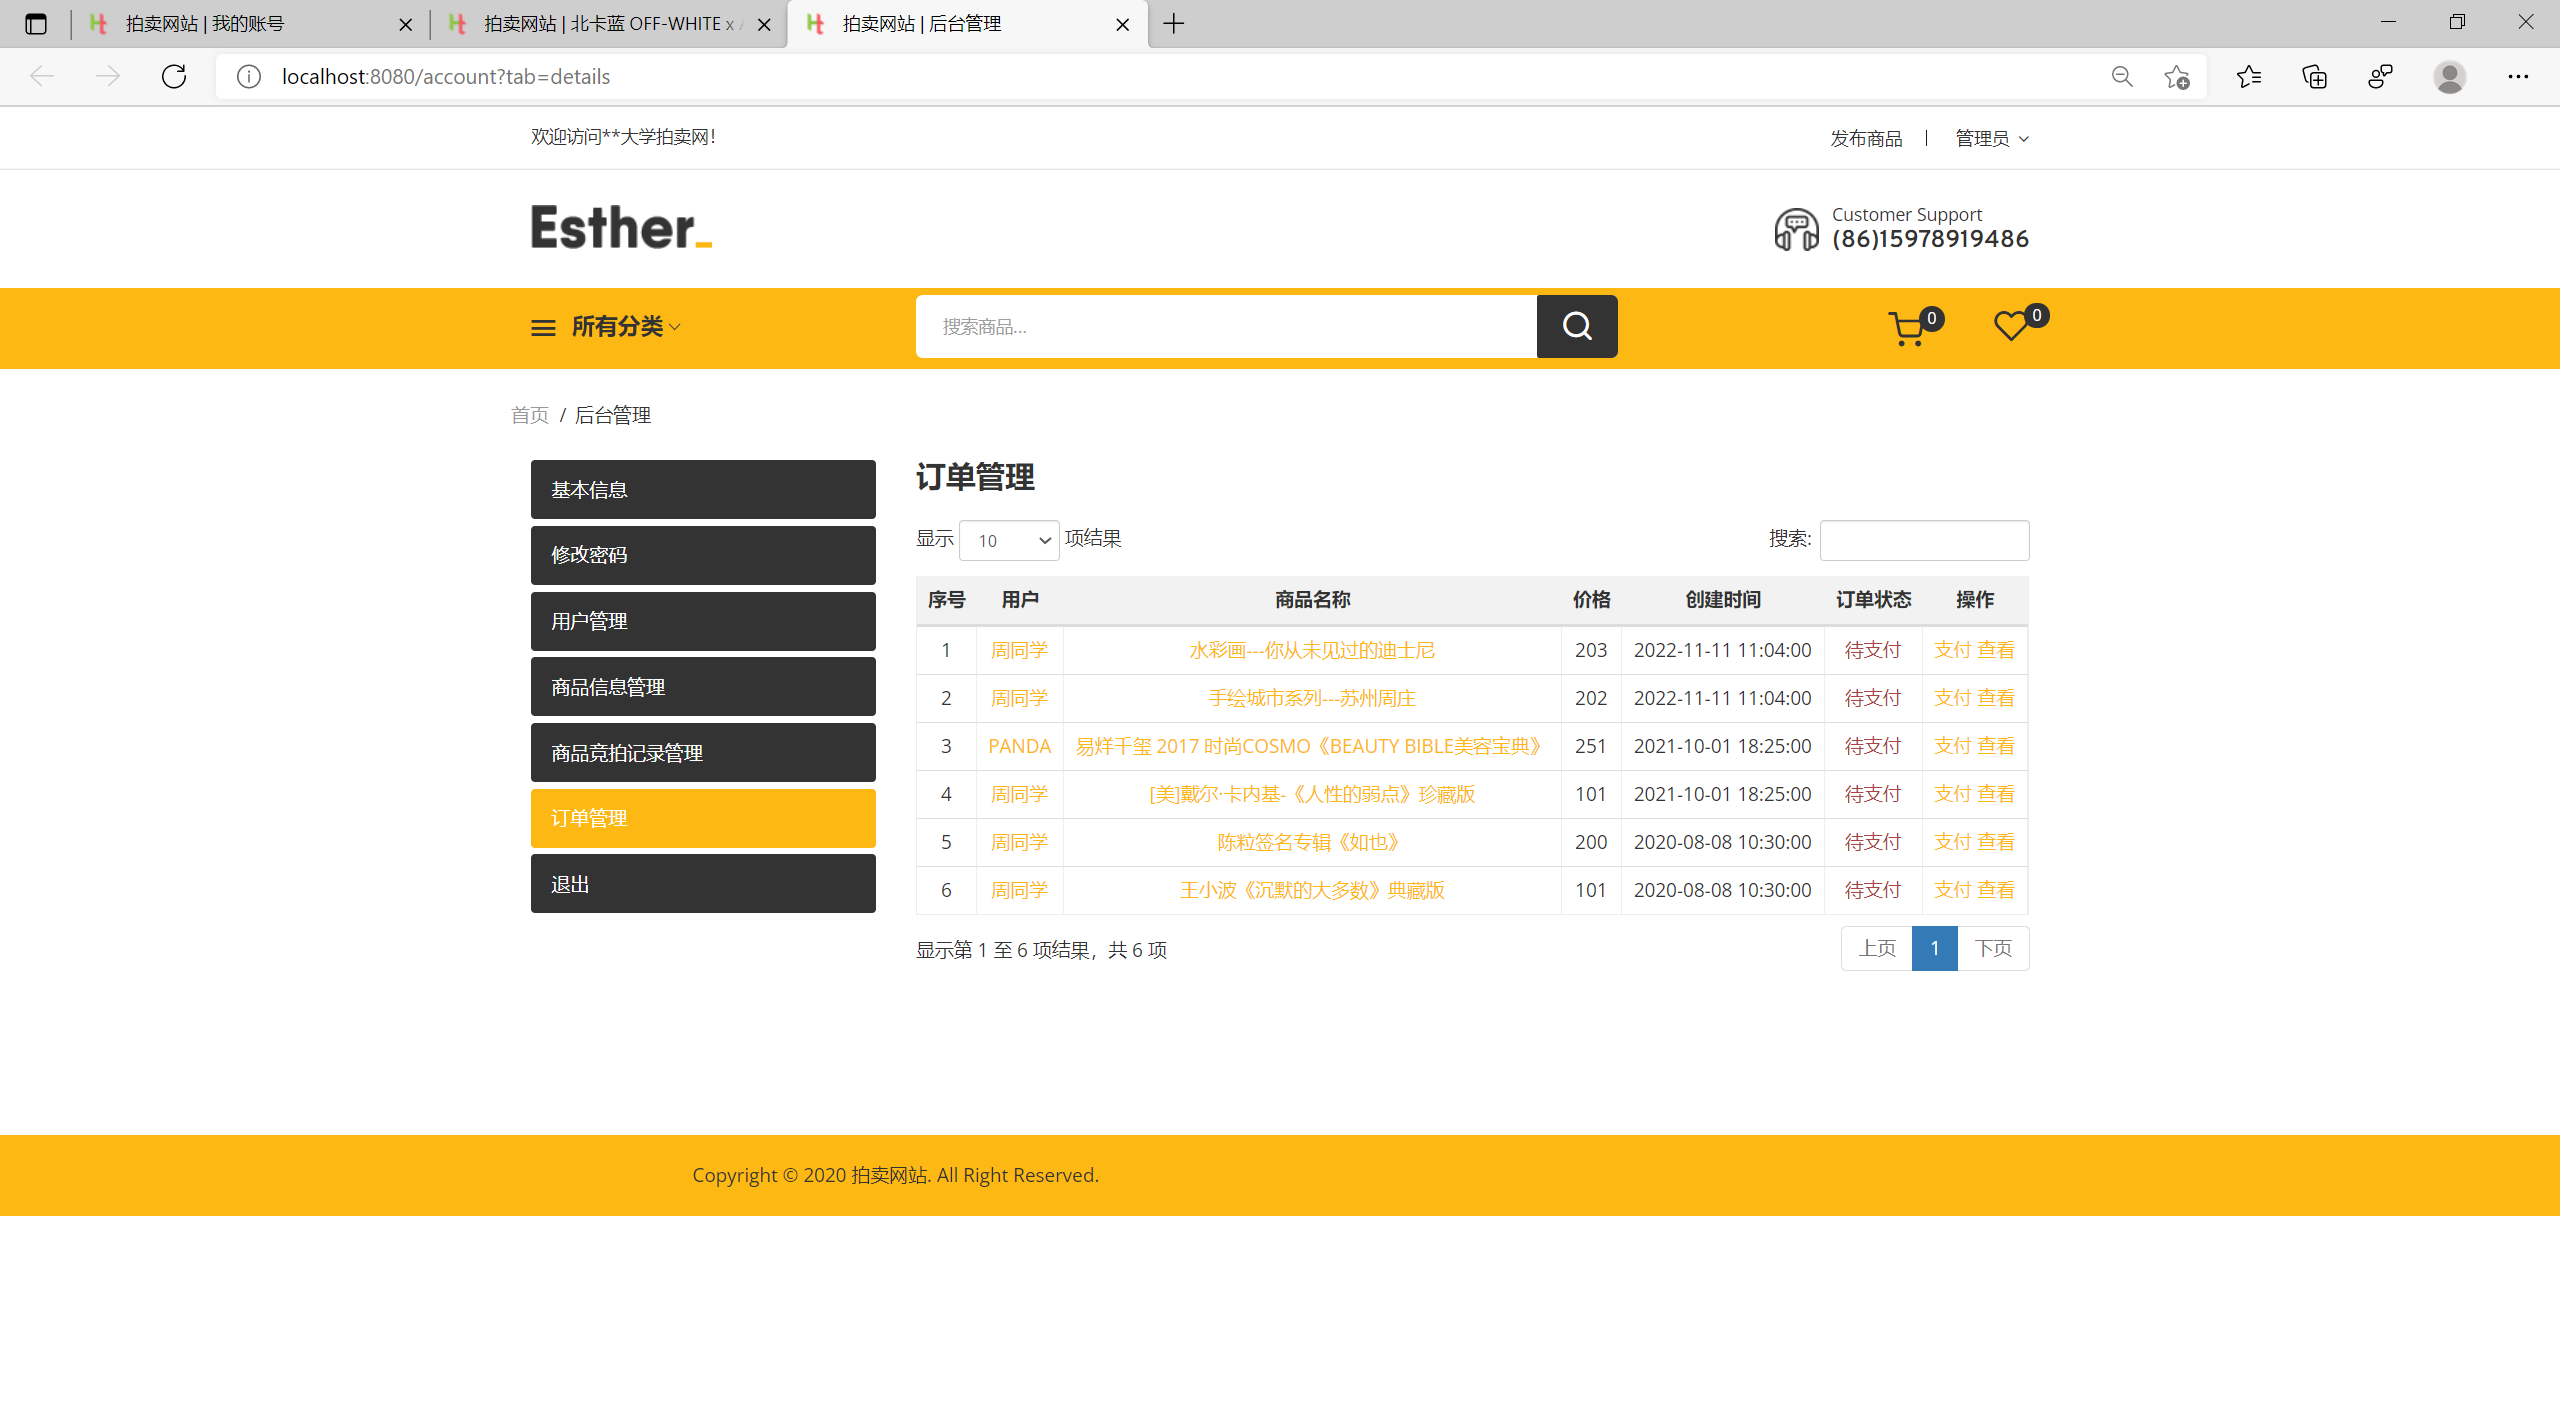 拍卖网站 | 我的账号
拍卖网站 | 北卡蓝 OFF-WHITE x
拍卖网站 | 后台管理
localhost:8080/account?tab=details
欢迎访问**大学拍卖网!
发布商品 | 管理员
Esther_
Customer Support
(86)15978919486
所有分类
搜索商品...
0
0
首页 / 后台管理
基本信息
修改密码
用户管理
商品信息管理
商品竞拍记录管理
订单管理
退出
订单管理
显示 10 项结果
搜索:
序号 用户 商品名称 价格 创建时间 订单状态 操作
1 周同学 水彩画---你从未见过的迪士尼 203 2022-11-11 11:04:00 待支付 支付 查看
2 周同学 手绘城市系列---苏州周庄 202 2022-11-11 11:04:00 待支付 支付 查看
3 PANDA 易烊千玺 2017 时尚COSMO《BEAUTY BIBLE美容宝典》 251 2021-10-01 18:25:00 待支付 支付 查看
4 周同学 [美]戴尔·卡内基-《人性的弱点》珍藏版 101 2021-10-01 18:25:00 待支付 支付 查看
5 周同学 陈粒签名专辑《如也》 200 2020-08-08 10:30:00 待支付 支付 查看
6 周同学 王小波《沉默的大多数》典藏版 101 2020-08-08 10:30:00 待支付 支付 查看
显示第 1 至 6 项结果，共 6 项
上页 1 下页
Copyright © 2020 拍卖网站. All Right Reserved.